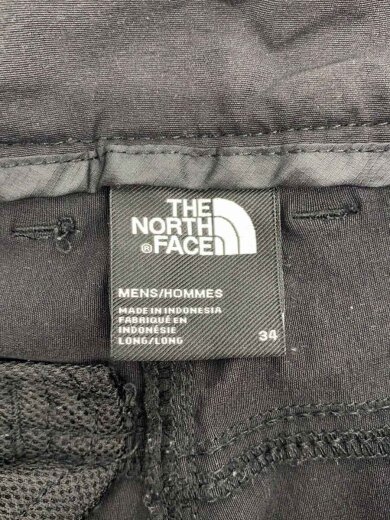 THE
NORTH
®FACE
MENS/HOMMES
MADE IN INDONESIA
FABRIQUÉ EN
INDONÉSIE
LONG/LONG
34